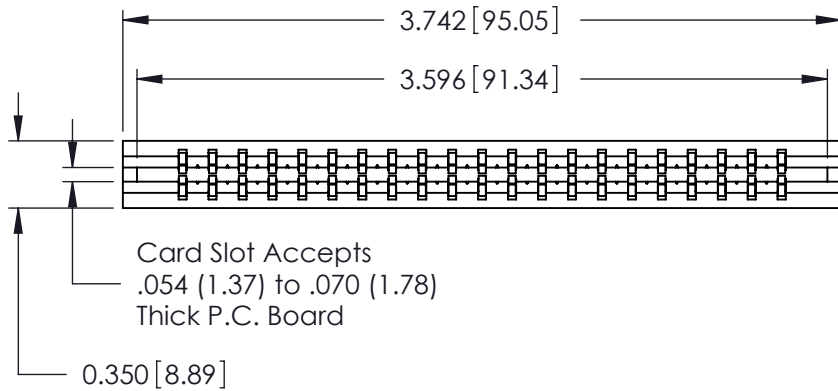 3.742 [95.05]
3.596 [91.34]
Card Slot Accepts
.054 (1.37) to .070 (1.78)
Thick P.C. Board
0.350 [8.89]